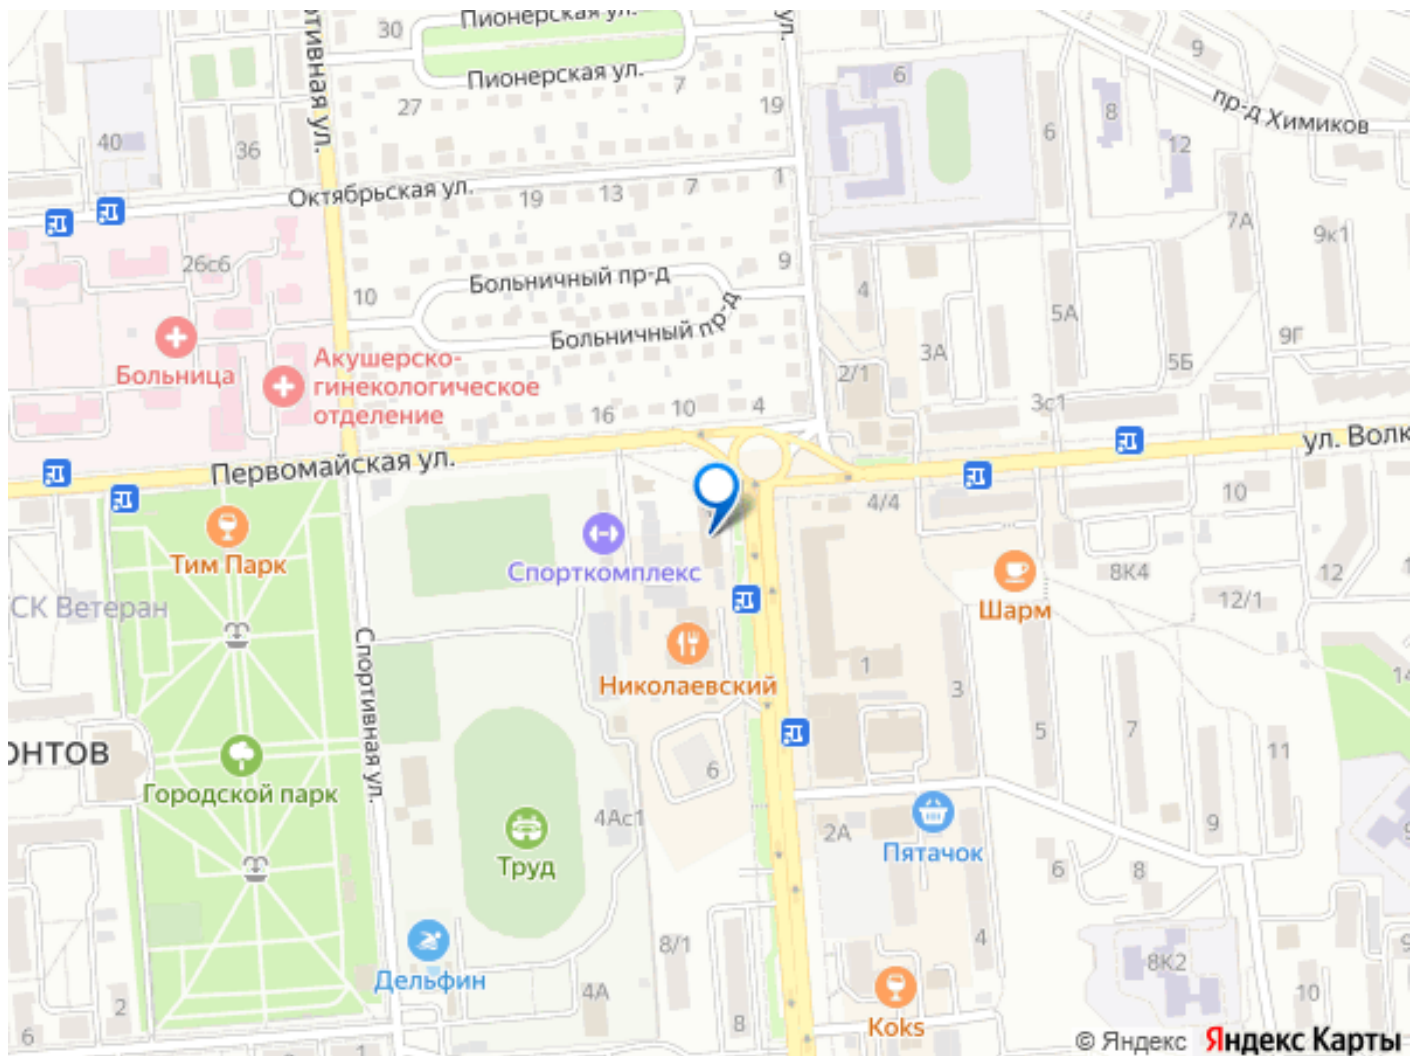 Пионерская ул.
30
ул.
Пионерская ул.
7
27
19
6
9
пр-д Химиков
8
12
6
ртивная ул.
40
36
Октябрьская ул.
19
13
7
1
7А
9к1
26с6
Больничный пр-д
9
10
4
5А
Больничный пр-д
9Г
3А
5Б
Больница
Акушерско-
гинекологическое
отделение
2/1
3с1
16
10
4
Первомайская ул.
ул. Волк
4/4
10
Тим Парк
Спорткомплекс
8К4
12
СК Ветеран
Шарм
12/1
Спортивная ул.
Николаевский
1
3
14
5
7
11
ОНТОВ
6
Городской парк
4Ас1
2А
9
Труд
Пятачок
6
8
8/1
4
8К2
Дельфин
4А
10
2
6
8
Koks
1
© Яндекс Яндекс Карты